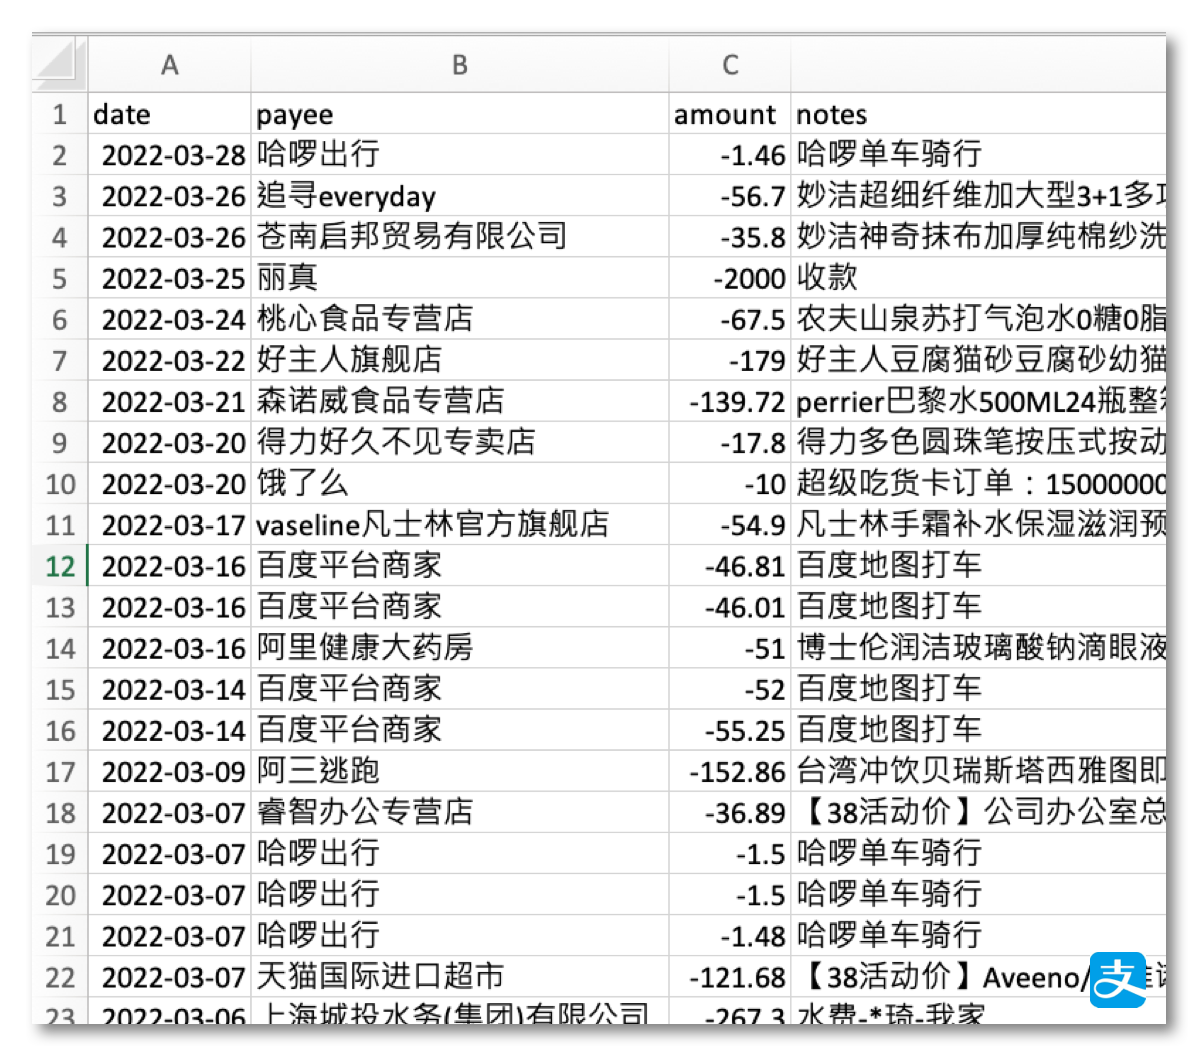 A B C
1 date payee amount notes
2 2022-03-28 哈啰出行 -1.46 哈啰单车骑行
3 2022-03-26 追寻everyday -56.7 妙洁超细纤维加大型3+1多
4 2022-03-26 苍南启邦贸易有限公司 -35.8 妙洁神奇抹布加厚纯棉纱洗
5 2022-03-25 丽真 -2000 收款
6 2022-03-24 桃心食品专营店 -67.5 农夫山泉苏打气泡水0糖0脂
7 2022-03-22 好主人旗舰店 -179 好主人豆腐猫砂豆腐砂幼猫
8 2022-03-21 森诺威食品专营店 -139.72 perrier巴黎水500ML24瓶整
9 2022-03-20 得力好久不见专卖店 -17.8 得力多色圆珠笔按压式按动
10 2022-03-20 饿了么 -10 超级吃货卡订单：15000000
11 2022-03-17 vaseline凡士林官方旗舰店 -54.9 凡士林手霜补水保湿滋润预
12 2022-03-16 百度平台商家 -46.81 百度地图打车
13 2022-03-16 百度平台商家 -46.01 百度地图打车
14 2022-03-16 阿里健康大药房 -51 博士伦润洁玻璃酸钠滴眼液
15 2022-03-14 百度平台商家 -52 百度地图打车
16 2022-03-14 百度平台商家 -55.25 百度地图打车
17 2022-03-09 阿三逃跑 -152.86 台湾冲饮贝瑞斯塔西雅图即
18 2022-03-07 睿智办公专营店 -36.89 【38活动价】公司办公室总
19 2022-03-07 哈啰出行 -1.5 哈啰单车骑行
20 2022-03-07 哈啰出行 -1.5 哈啰单车骑行
21 2022-03-07 哈啰出行 -1.48 哈啰单车骑行
22 2022-03-07 天猫国际进口超市 -121.68 【38活动价】Aveeno/
支
23 2022-03-06 上海城投水务(集团)有限公司 -267.3 水费-*琦-我家